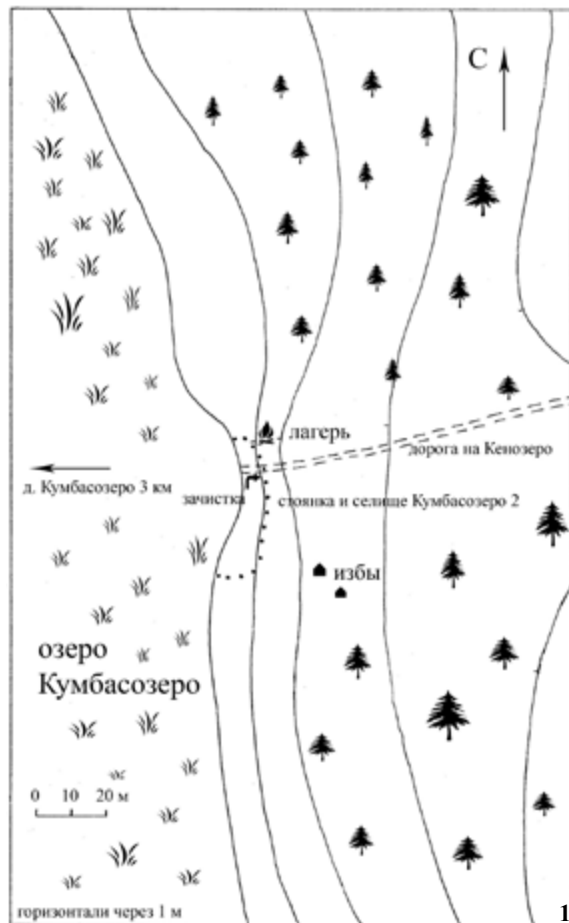 С
лагерь
дорога на Кенозеро
д. Кумбасозеро 3 км
зачистка
стоянка и селище Кумбасозеро 2
избы
озеро
Кумбасозеро
0 10 20 м
горизонтали через 1 м
1